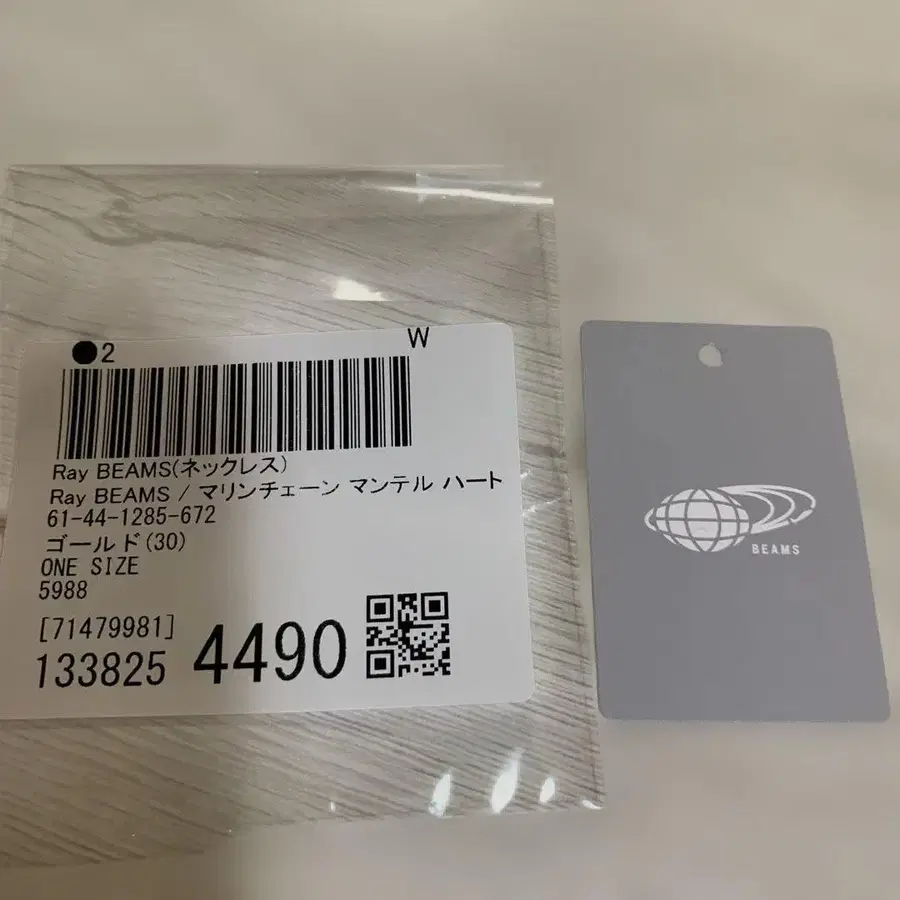 ●2 W
Ray BEAMS(ネックレス)
Ray BEAMS / マリンチェーン マンテル ハート
61-44-1285-672
ゴールド(30)
ONE SIZE
5988
[71479981]
133825 4490
BEAMS